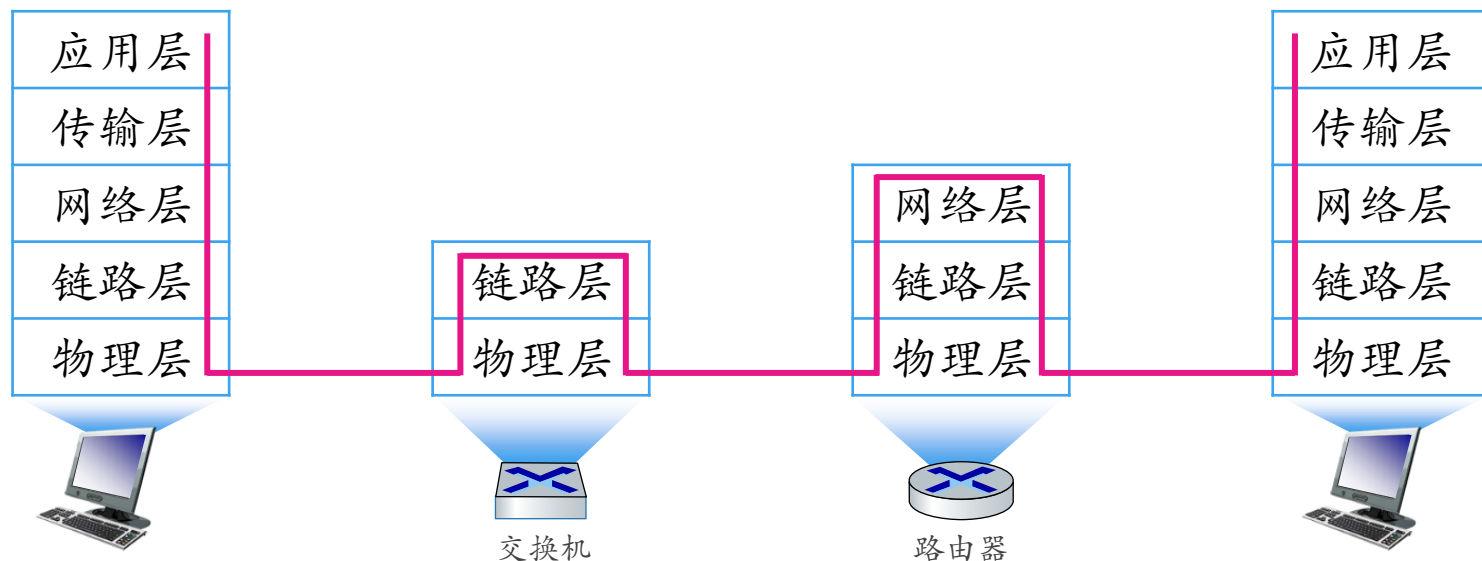 应用层
传输层
网络层
链路层
物理层
链路层
物理层
交换机
网络层
链路层
物理层
路由器
应用层
传输层
网络层
链路层
物理层